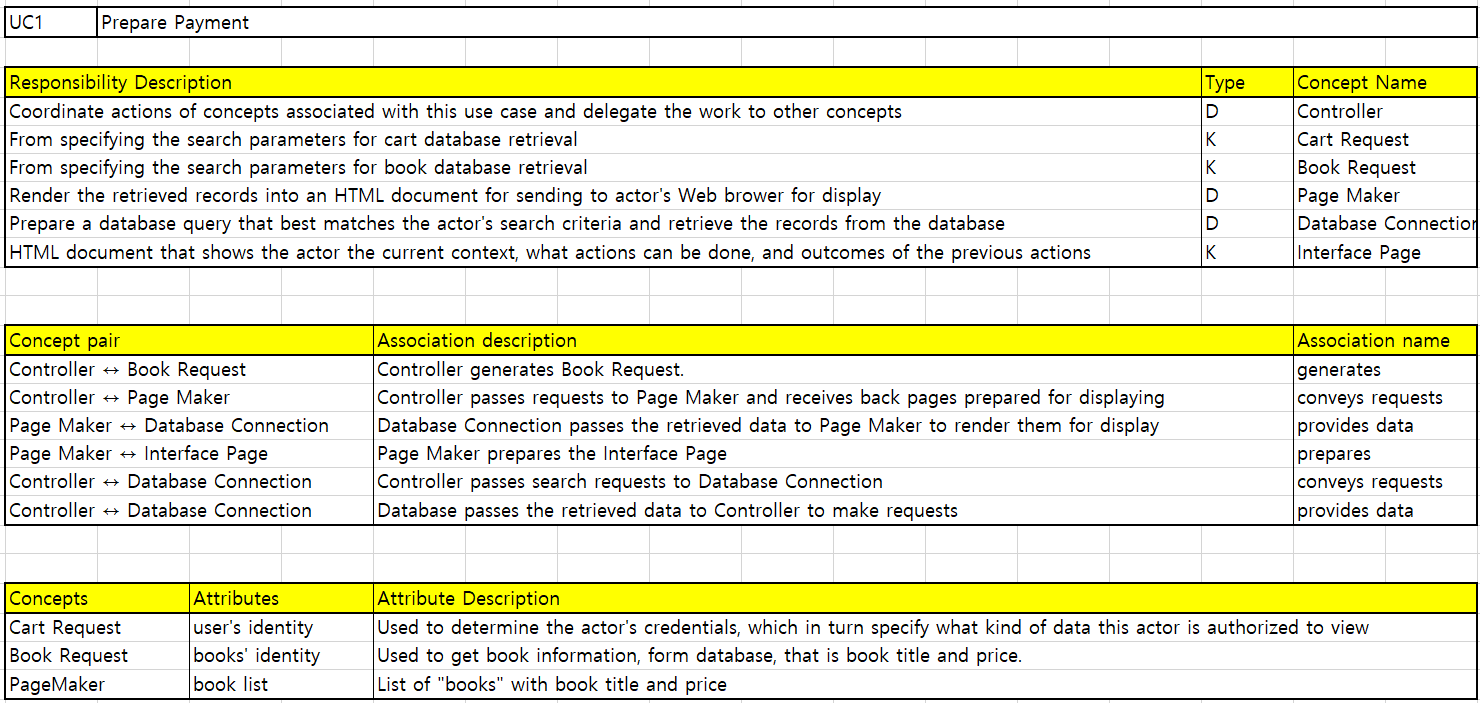 UC1 Prepare Payment
Responsibility Description Type Concept Name
Coordinate actions of concepts associated with this use case and delegate the work to other concepts D Controller
From specifying the search parameters for cart database retrieval K Cart Request
From specifying the search parameters for book database retrieval K Book Request
Render the retrieved records into an HTML document for sending to actor's Web brower for display D Page Maker
Prepare a database query that best matches the actor's search criteria and retrieve the records from the database D Database Connection
HTML document that shows the actor the current context, what actions can be done, and outcomes of the previous actions K Interface Page
Concept pair Association description Association name
Controller ↔ Book Request Controller generates Book Request. generates
Controller ↔ Page Maker Controller passes requests to Page Maker and receives back pages prepared for displaying conveys requests
Page Maker ↔ Database Connection Database Connection passes the retrieved data to Page Maker to render them for display provides data
Page Maker ↔ Interface Page Page Maker prepares the Interface Page prepares
Controller ↔ Database Connection Controller passes search requests to Database Connection conveys requests
Controller ↔ Database Connection Database passes the retrieved data to Controller to make requests provides data
Concepts Attributes Attribute Description
Cart Request user's identity Used to determine the actor's credentials, which in turn specify what kind of data this actor is authorized to view
Book Request books' identity Used to get book information, form database, that is book title and price.
PageMaker book list List of "books" with book title and price